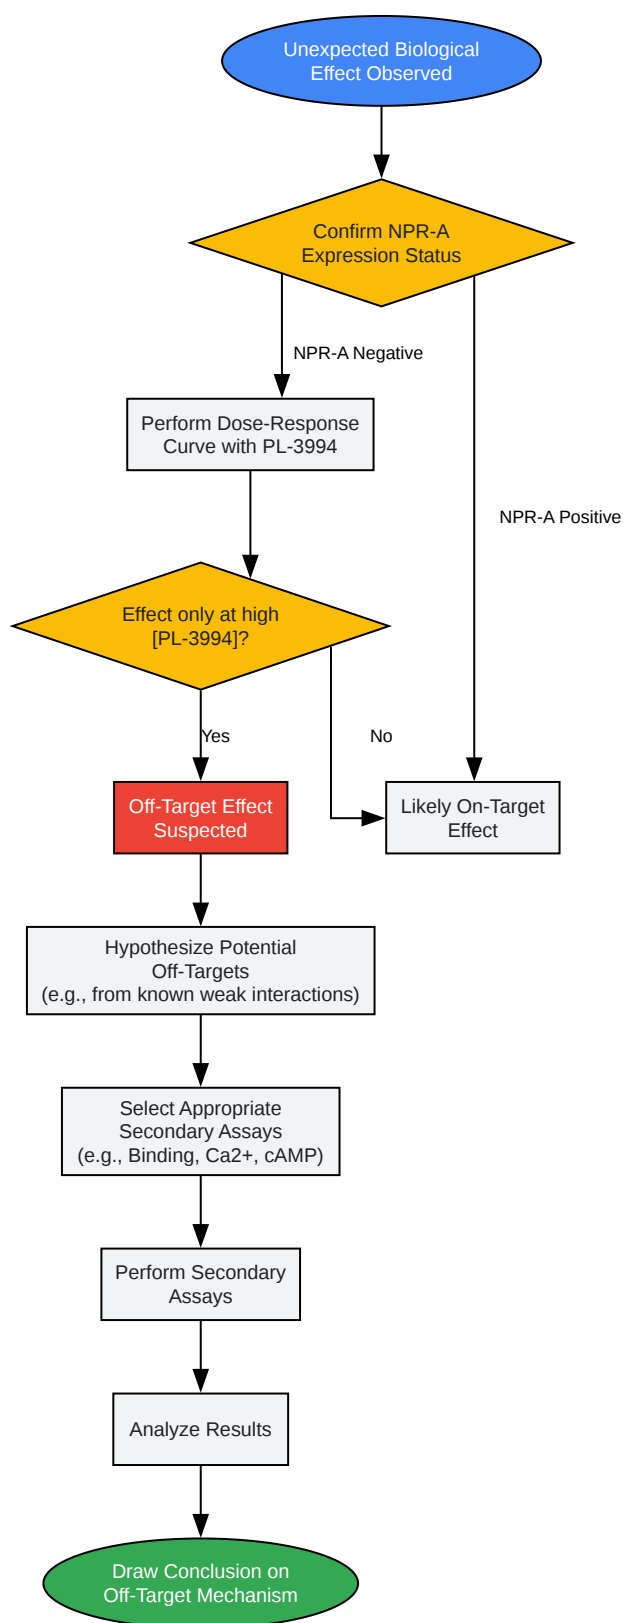 Unexpected Biological
Effect Observed
Confirm NPR-A
Expression Status
NPR-A Negative
Perform Dose-Response
Curve with PL-3994
NPR-A Positive
Effect only at high
[PL-3994]?
Yes
No
Off-Target Effect
Suspected
Likely On-Target
Effect
Hypothesize Potential
Off-Targets
(e.g., from known weak interactions)
Select Appropriate
Secondary Assays
(e.g., Binding, Ca2+, cAMP)
Perform Secondary
Assays
Analyze Results
Draw Conclusion on
Off-Target Mechanism